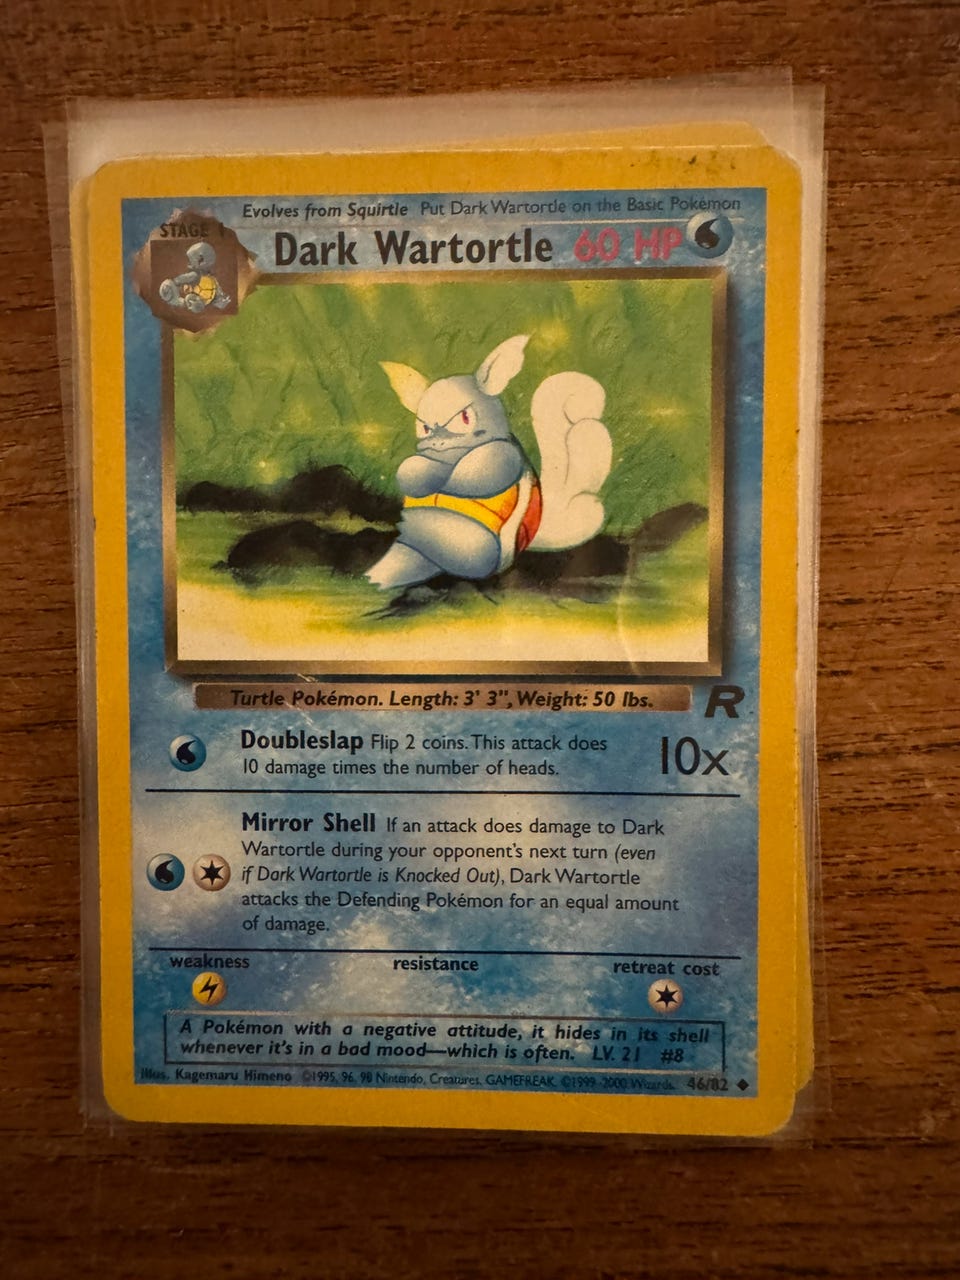 Evolves from Squirtle Put Dark Wartortle on the Basic Pokémon
STAGE 1
Dark Wartortle 60 HP
Turtle Pokémon. Length: 3' 3", Weight: 50 lbs.
R
Doubleslap Flip 2 coins. This attack does
10 damage times the number of heads.
10x
Mirror Shell If an attack does damage to Dark
Wartortle during your opponent's next turn (even
if Dark Wartortle is Knocked Out), Dark Wartortle
attacks the Defending Pokémon for an equal amount
of damage.
weakness resistance retreat cost
A Pokémon with a negative attitude, it hides in its shell
whenever it's in a bad mood—which is often. LV. 21 #8
Illus. Kagemaru Himeno ©1995, 96, 98 Nintendo, Creatures, GAMEFREAK. ©1999-2000 Wizards. 46/82